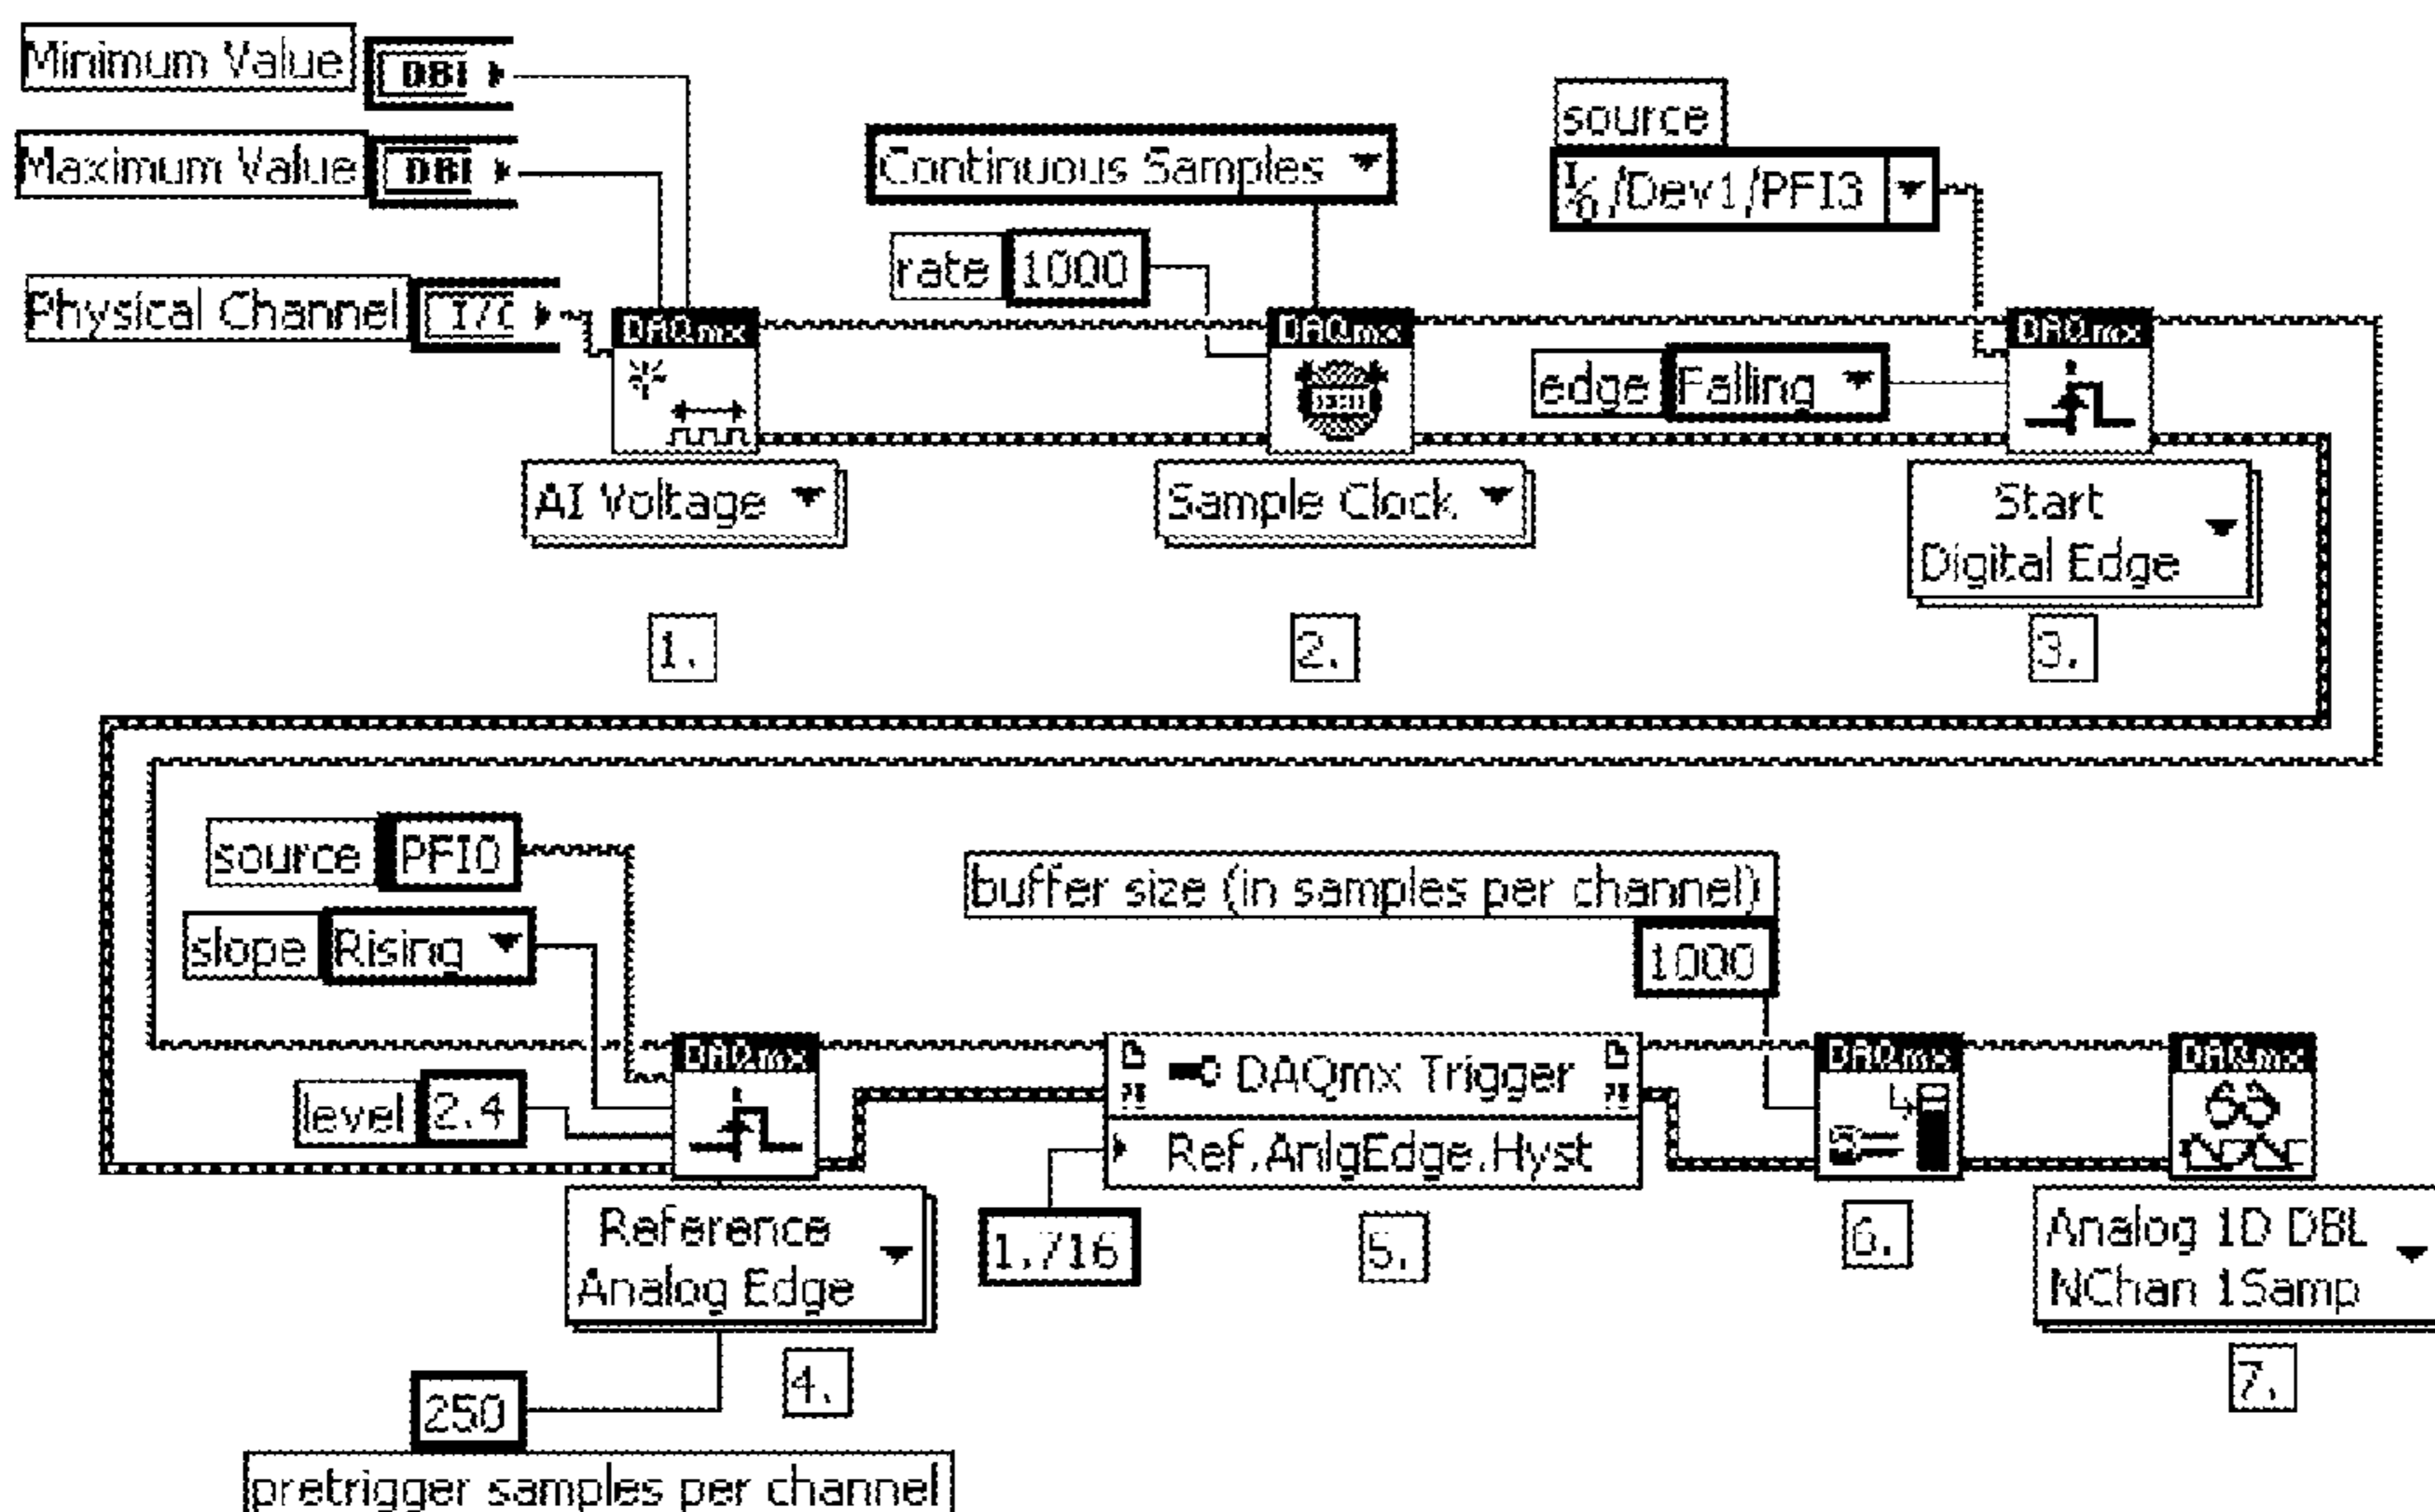 Minimum Value DBI
Maximum Value DBI
Continuous Samples
source
I/O /Dev1/PFI3
rate 1000
Physical Channel I/C
DAQmx
DAQmx
DAQmx
edge Falling
AI Voltage
Sample Clock
Start
Digital Edge
1.
2.
3.
source PFI0
slope Rising
level 2.4
buffer size (in samples per channel)
1000
DAQmx
DAQmx Trigger
Ref.AnlgEdge.Hyst
DAQmx
DAQmx
1.716
Reference
Analog Edge
Analog 1D DBL
NChan 1Samp
4.
5.
6.
7.
250
pretrigger samples per channel